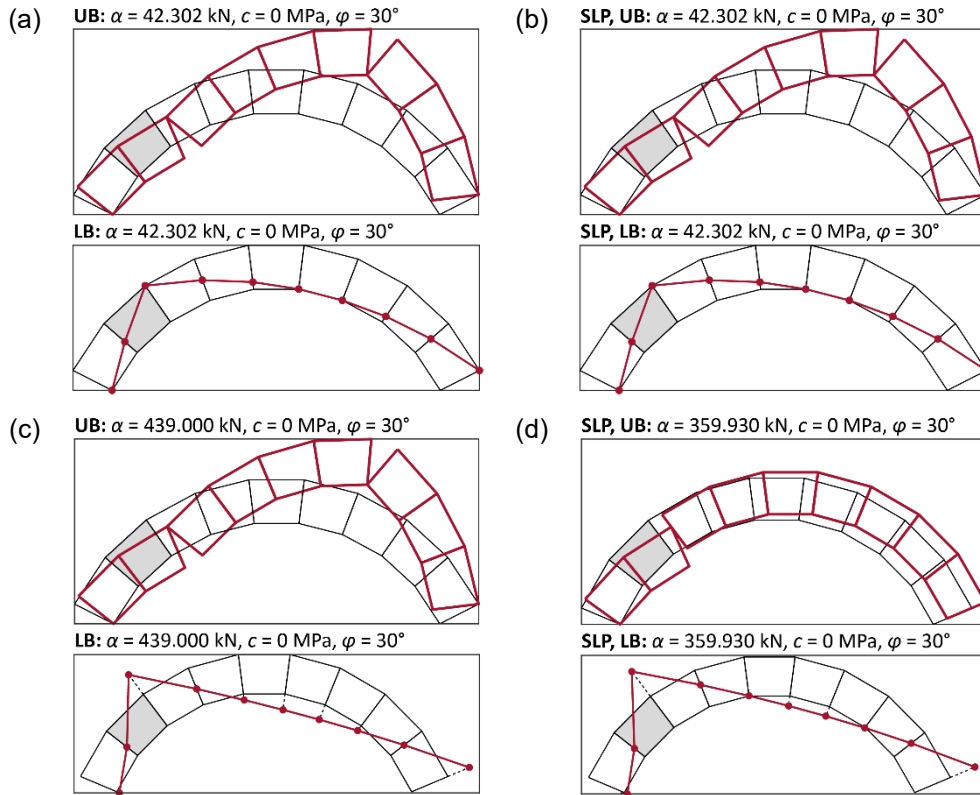 (a)
UB: α = 42.302 kN, c = 0 MPa, φ = 30°
LB: α = 42.302 kN, c = 0 MPa, φ = 30°
(b)
SLP, UB: α = 42.302 kN, c = 0 MPa, φ = 30°
SLP, LB: α = 42.302 kN, c = 0 MPa, φ = 30°
(c)
UB: α = 439.000 kN, c = 0 MPa, φ = 30°
LB: α = 439.000 kN, c = 0 MPa, φ = 30°
(d)
SLP, UB: α = 359.930 kN, c = 0 MPa, φ = 30°
SLP, LB: α = 359.930 kN, c = 0 MPa, φ = 30°